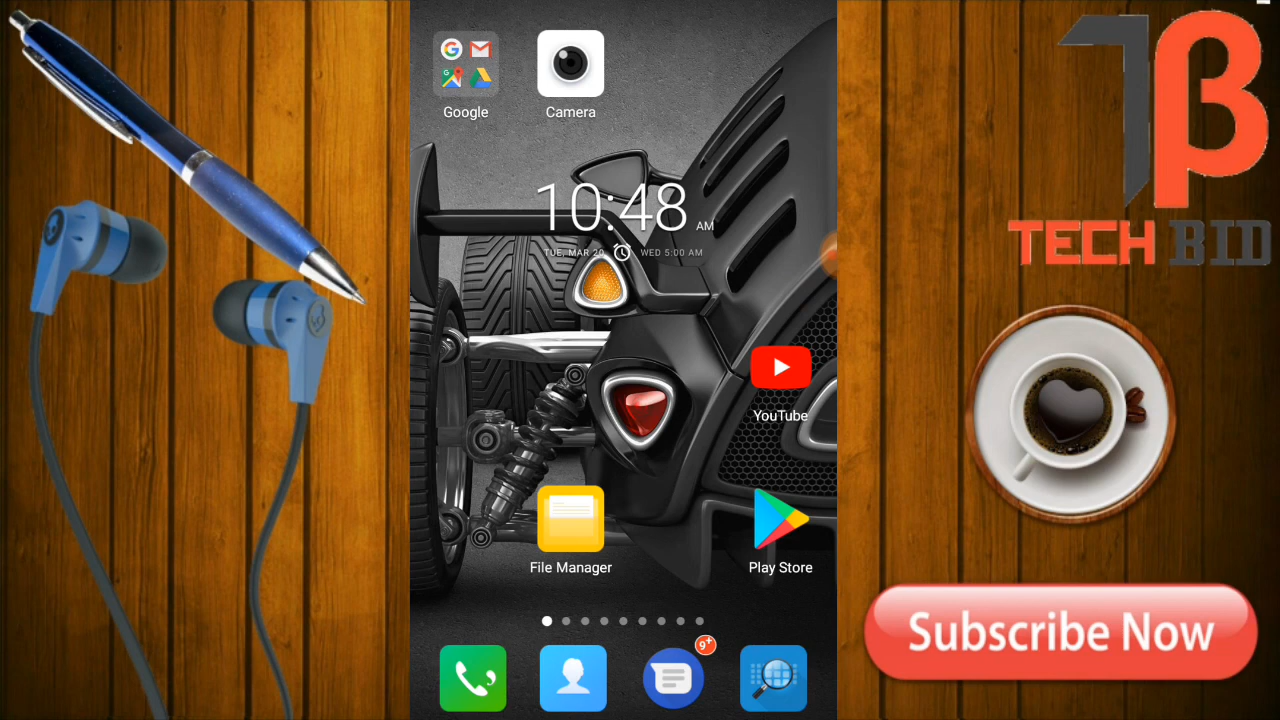 Google
Camera
10:48 AM
TUE, MAR 20 WED 5:00 AM
YouTube
File Manager
Play Store
9+
TECH BID
Subscribe Now